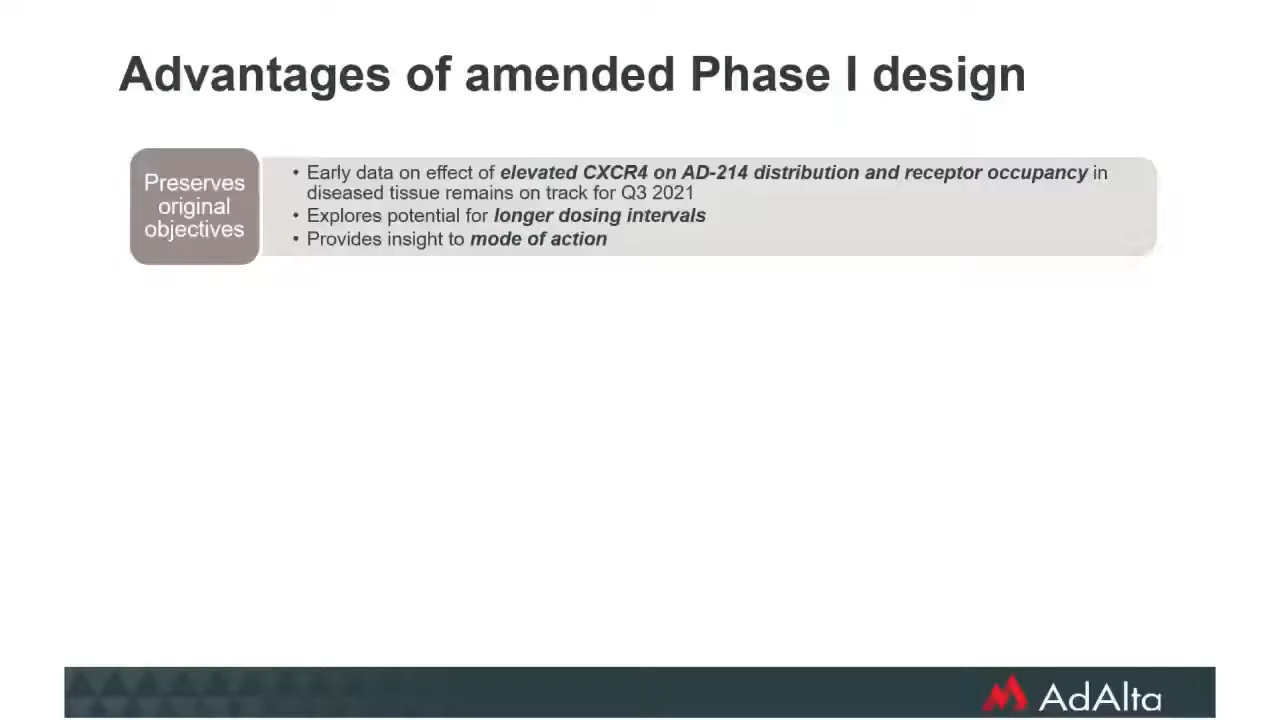 Advantages of amended Phase I design
Preserves
original
objectives
• Early data on effect of elevated CXCR4 on AD-214 distribution and receptor occupancy in
diseased tissue remains on track for Q3 2021
• Explores potential for longer dosing intervals
• Provides insight to mode of action
AdAlta